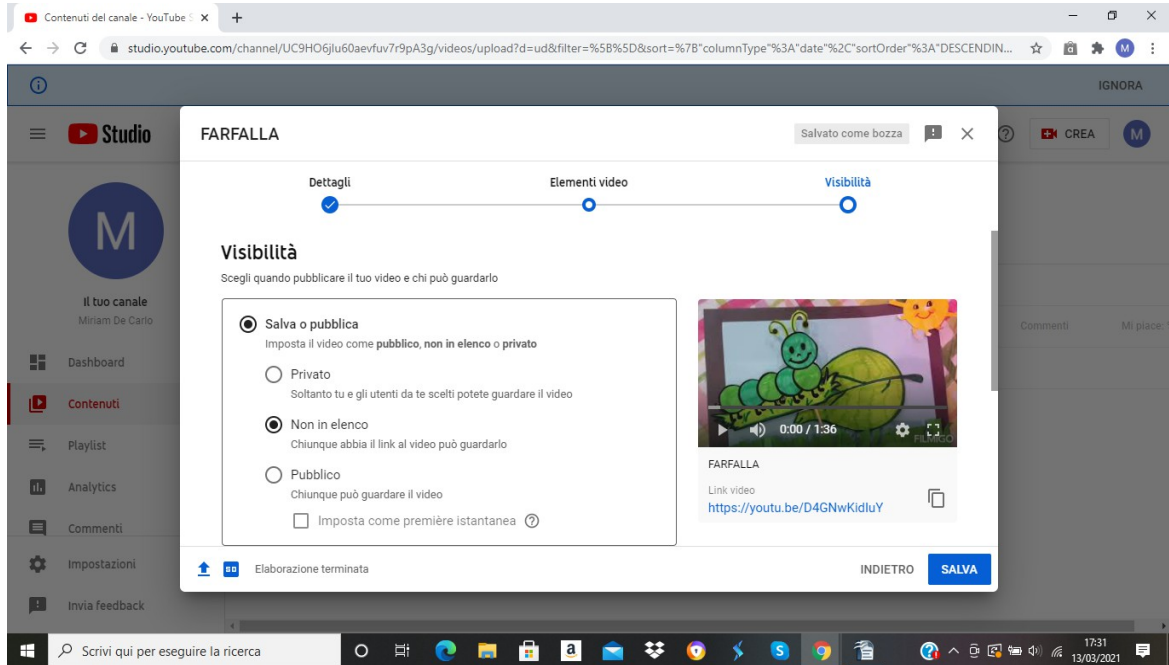 Contenuti del canale - YouTube S
studio.youtube.com/channel/UC9HO6jlu60aevfuv7r9pA3g/videos/upload?d=ud&filter=%5B%5D&sort=%7B"columnType"%3A"date"%2C"sortOrder"%3A"DESCENDIN...
M
IGNORA
Studio
FARFALLA
Salvato come bozza
CREA
M
Dettagli
Elementi video
Visibilità
M
Visibilità
Scegli quando pubblicare il tuo video e chi può guardarlo
Il tuo canale
Miriam De Carlo
Salva o pubblica
Imposta il video come pubblico, non in elenco o privato
Commenti
Mi piace
Dashboard
Privato
Soltanto tu e gli utenti da te scelti potete guardare il video
Contenuti
Non in elenco
Chiunque abbia il link al video può guardarlo
0:00 / 1:36
FILMIGO
Playlist
FARFALLA
Pubblico
Chiunque può guardare il video
Analytics
Link video
https://youtu.be/D4GNwKidIuY
Imposta come première istantanea
Commenti
Impostazioni
SD
Elaborazione terminata
INDIETRO
SALVA
Invia feedback
Scrivi qui per eseguire la ricerca
17:31
13/03/2021